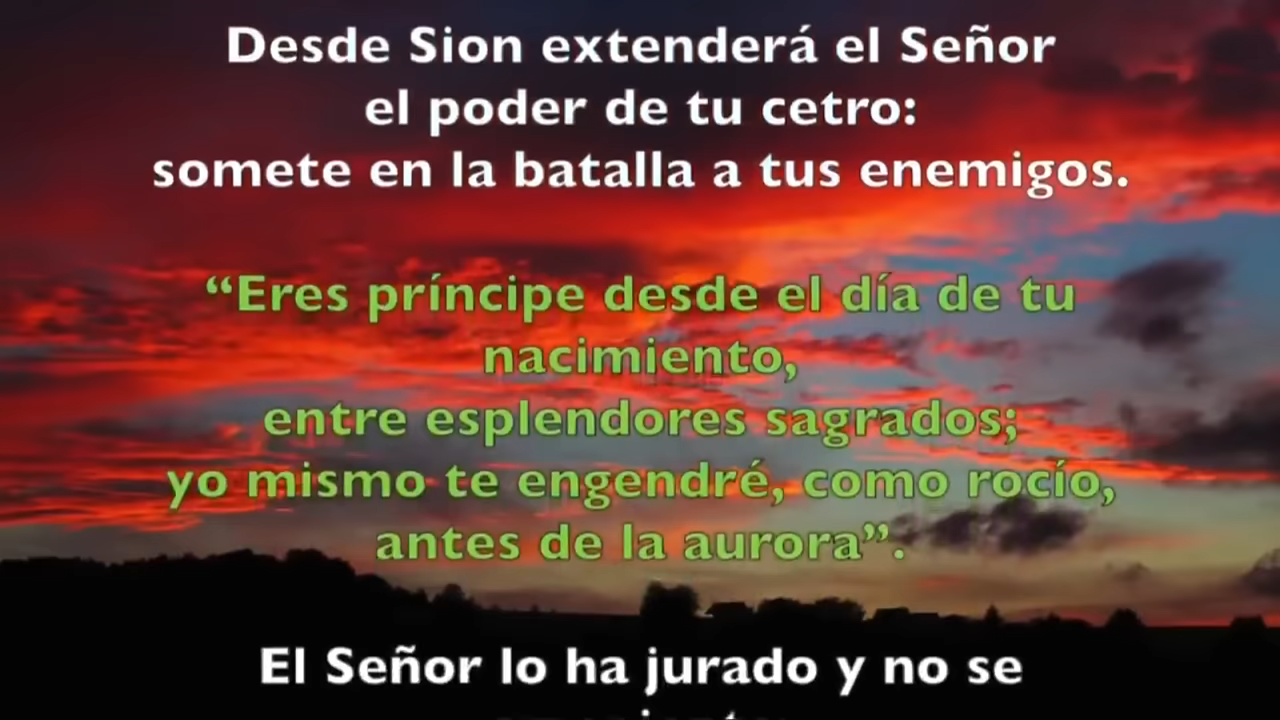 Desde Sion extenderá el Señor
el poder de tu cetro:
somete en la batalla a tus enemigos.
“Eres príncipe desde el día de tu
nacimiento,
entre esplendores sagrados;
yo mismo te engendré, como rocío,
antes de la aurora”.
El Señor lo ha jurado y no se